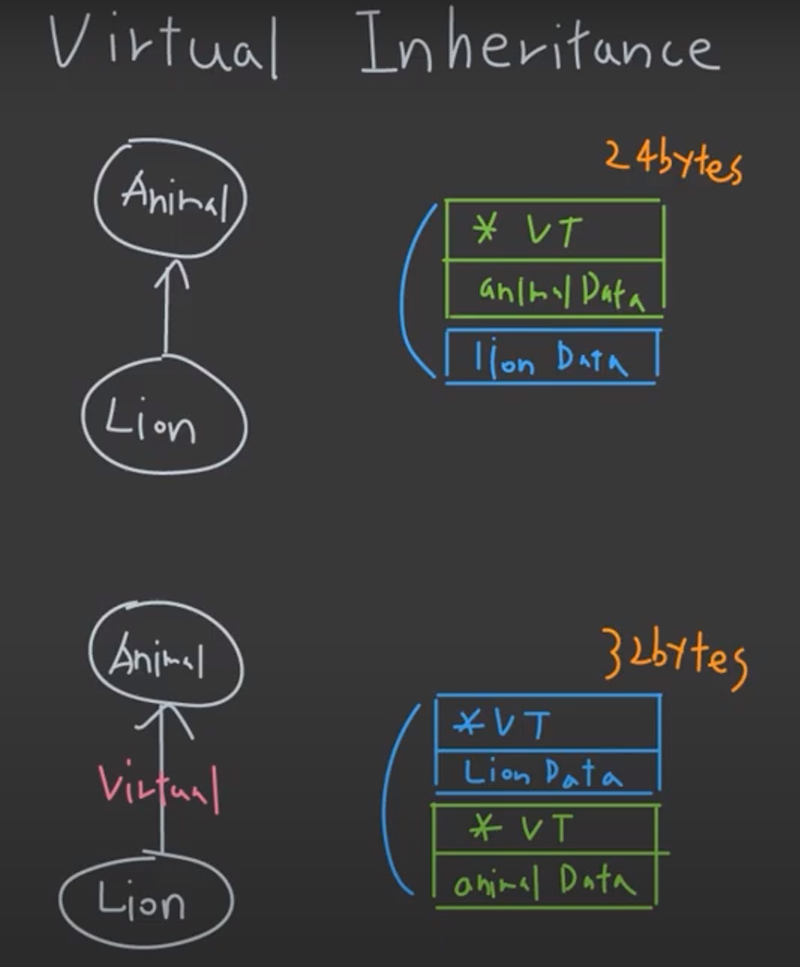 Virtual Inheritance
Animal
Lion
24bytes
* VT
animal Data
lion Data
Animal
Virtual
Lion
32bytes
*VT
Lion Data
* VT
animal Data